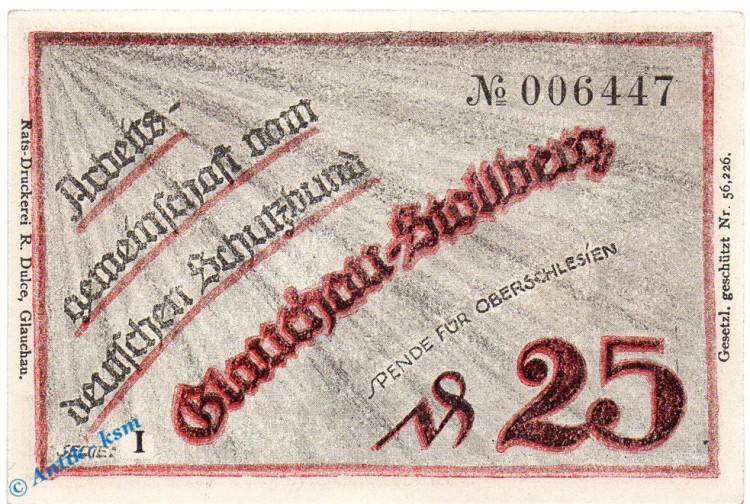 № 006447
Arbeits-
gemeinschaft vom
deutschen Schutzbund
Glauchau-Stollberg
SPENDE FÜR OBERSCHLESIEN
₰ 25
I
Rats-Druckerei R. Dulce, Glauchau.
Gesetzl. geschützt Nr. 56,226.
© Antik-ksm